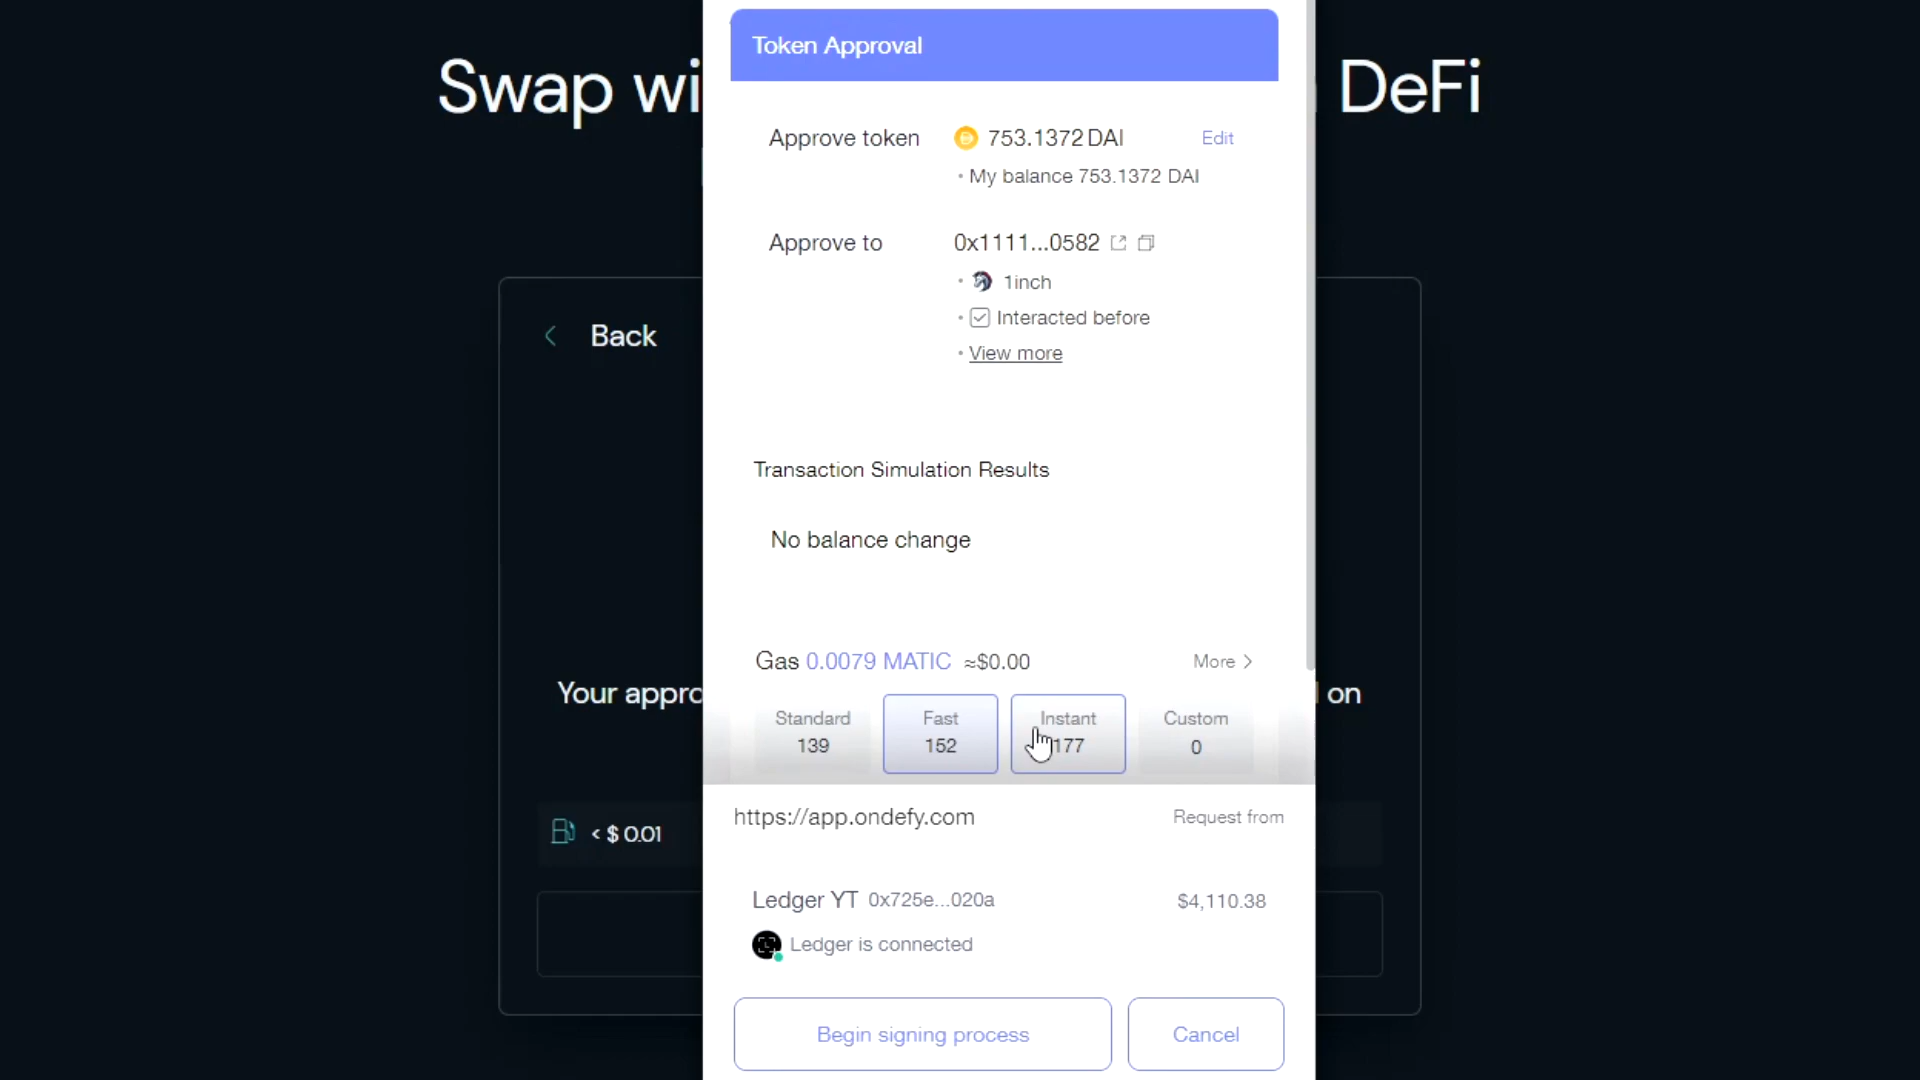 Swap wi
DeFi
Token Approval
Approve token
753.1372 DAI
Edit
• My balance 753.1372 DAI
Approve to
0x1111...0582
• 1inch
• Interacted before
• View more
Back
Transaction Simulation Results
No balance change
Gas 0.0079 MATIC ≈$0.00
More
Your appro
on
Standard
139
Fast
152
Instant
177
Custom
0
https://app.ondefy.com
Request from
< $ 0.01
Ledger YT 0x725e...020a
$4,110.38
Ledger is connected
Begin signing process
Cancel